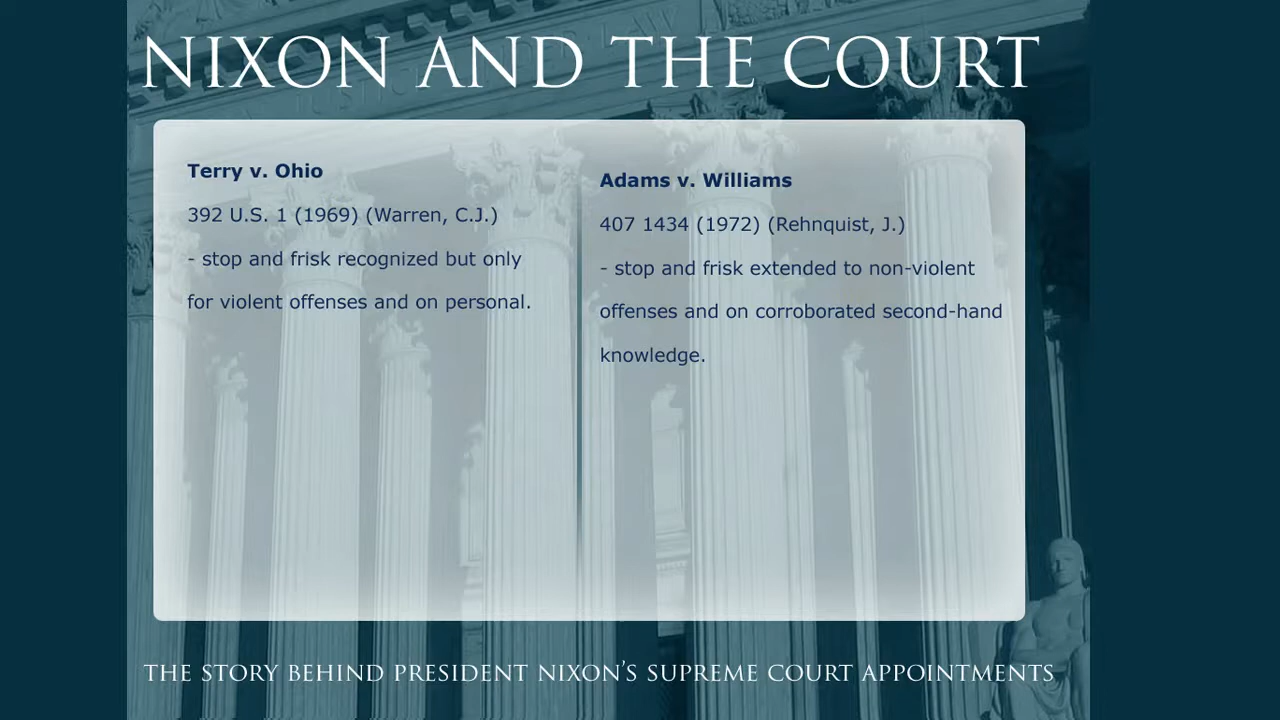 NIXON AND THE COURT
Terry v. Ohio
392 U.S. 1 (1969) (Warren, C.J.)
- stop and frisk recognized but only
for violent offenses and on personal.
Adams v. Williams
407 1434 (1972) (Rehnquist, J.)
- stop and frisk extended to non-violent
offenses and on corroborated second-hand
knowledge.
THE STORY BEHIND PRESIDENT NIXON'S SUPREME COURT APPOINTMENTS